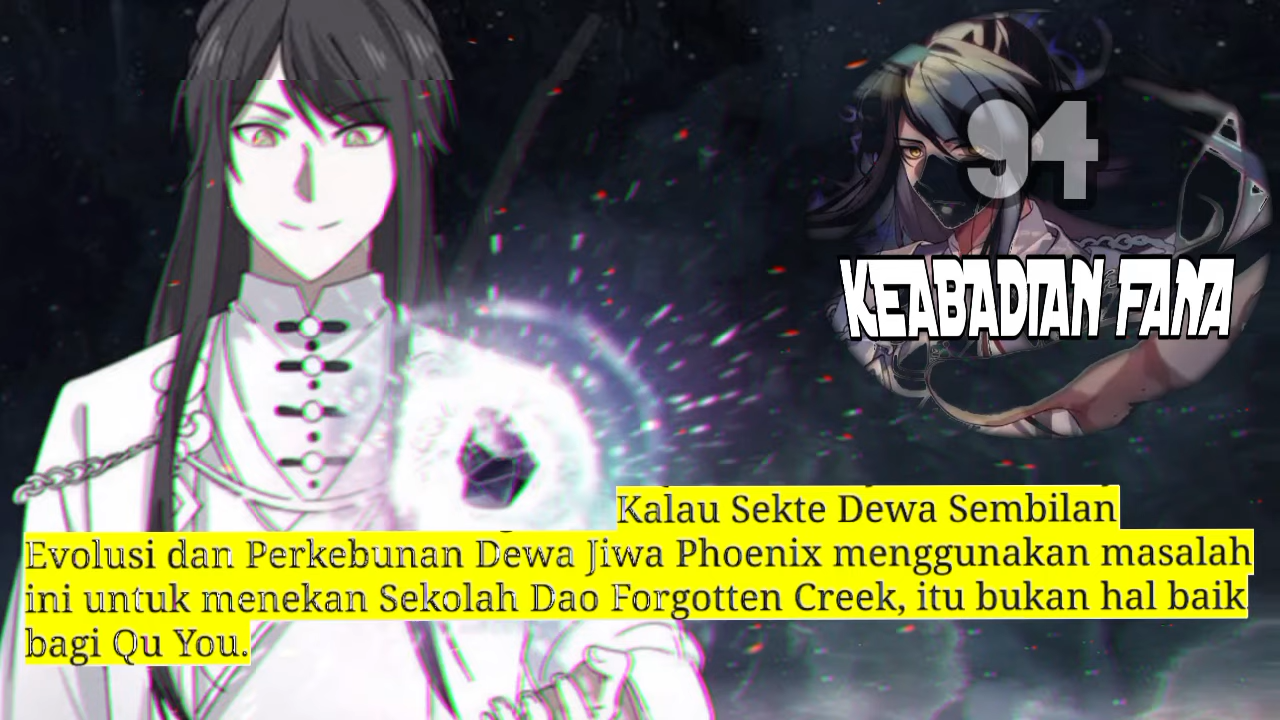 94
KEABADIAN FANA
Kalau Sekte Dewa Sembilan
Evolusi dan Perkebunan Dewa Jiwa Phoenix menggunakan masalah
ini untuk menekan Sekolah Dao Forgotten Creek, itu bukan hal baik
bagi Qu You.